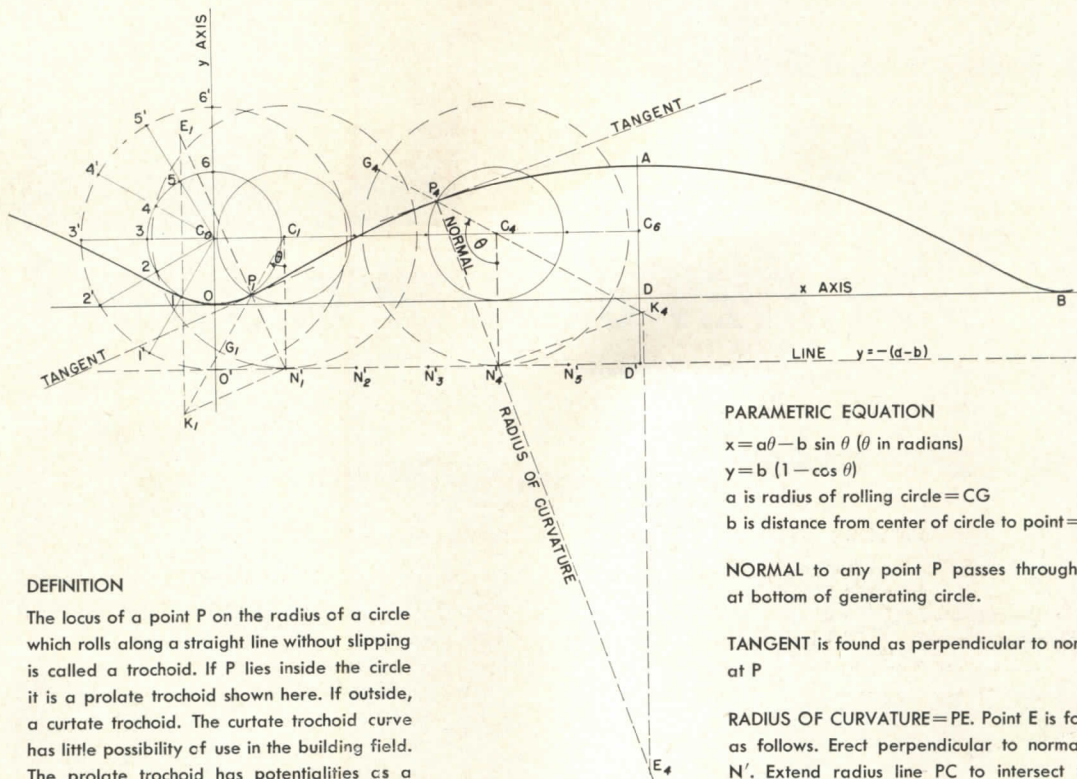 y AXIS
6'
5'
E₁
6
5
4'
4
3'
3
C₀
C₁
θ
2
2'
1
O
P₁
1'
G₁
O'
N'₁
N'₂
N'₃
N'₄
N'₅
D'
K₁
TANGENT
G₄
P₄
NORMAL
θ
C₄
TANGENT
A
C₆
D
x AXIS
B
K₄
LINE y=-(a-b)
RADIUS OF CURVATURE
E₄
PARAMETRIC EQUATION
x=aθ−b sin θ (θ in radians)
y=b (1−cos θ)
a is radius of rolling circle=CG
b is distance from center of circle to point=
NORMAL to any point P passes through
at bottom of generating circle.
TANGENT is found as perpendicular to nor
at P
RADIUS OF CURVATURE=PE. Point E is fo
as follows. Erect perpendicular to norma
N'. Extend radius line PC to intersect
DEFINITION
The locus of a point P on the radius of a circle
which rolls along a straight line without slipping
is called a trochoid. If P lies inside the circle
it is a prolate trochoid shown here. If outside,
a curtate trochoid. The curtate trochoid curve
has little possibility of use in the building field.
The prolate trochoid has potentialities as a